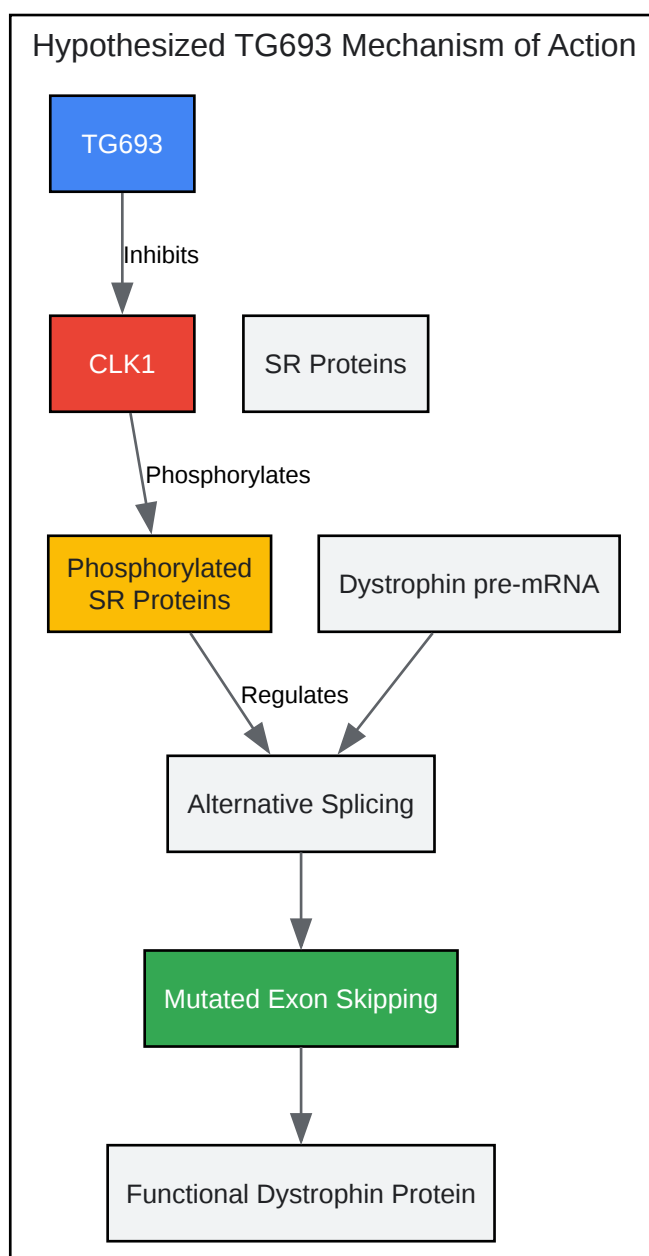 Hypothesized TG693 Mechanism of Action
TG693
Inhibits
CLK1
SR Proteins
Phosphorylates
Phosphorylated
SR Proteins
Dystrophin pre-mRNA
Regulates
Alternative Splicing
Mutated Exon Skipping
Functional Dystrophin Protein